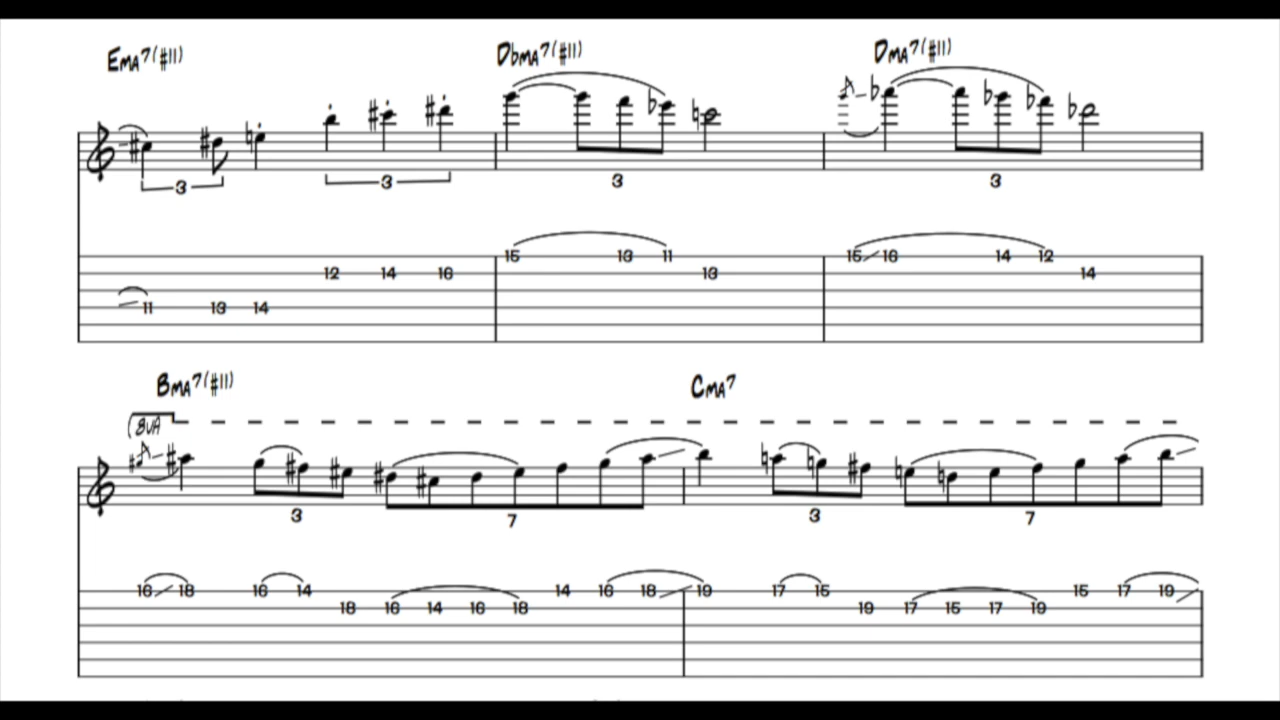 Ema7(#11) Dbma7(#11) Dma7(#11)
3 3 3 3
15 13 11 15 16 14 12
12 14 16 13 14
11 13 14
Bma7(#11) Cma7
8va
3 7 3 7
16 18 16 14 14 16 18 19 17 15 15 17 19
18 16 14 16 18 19 17 15 17 19